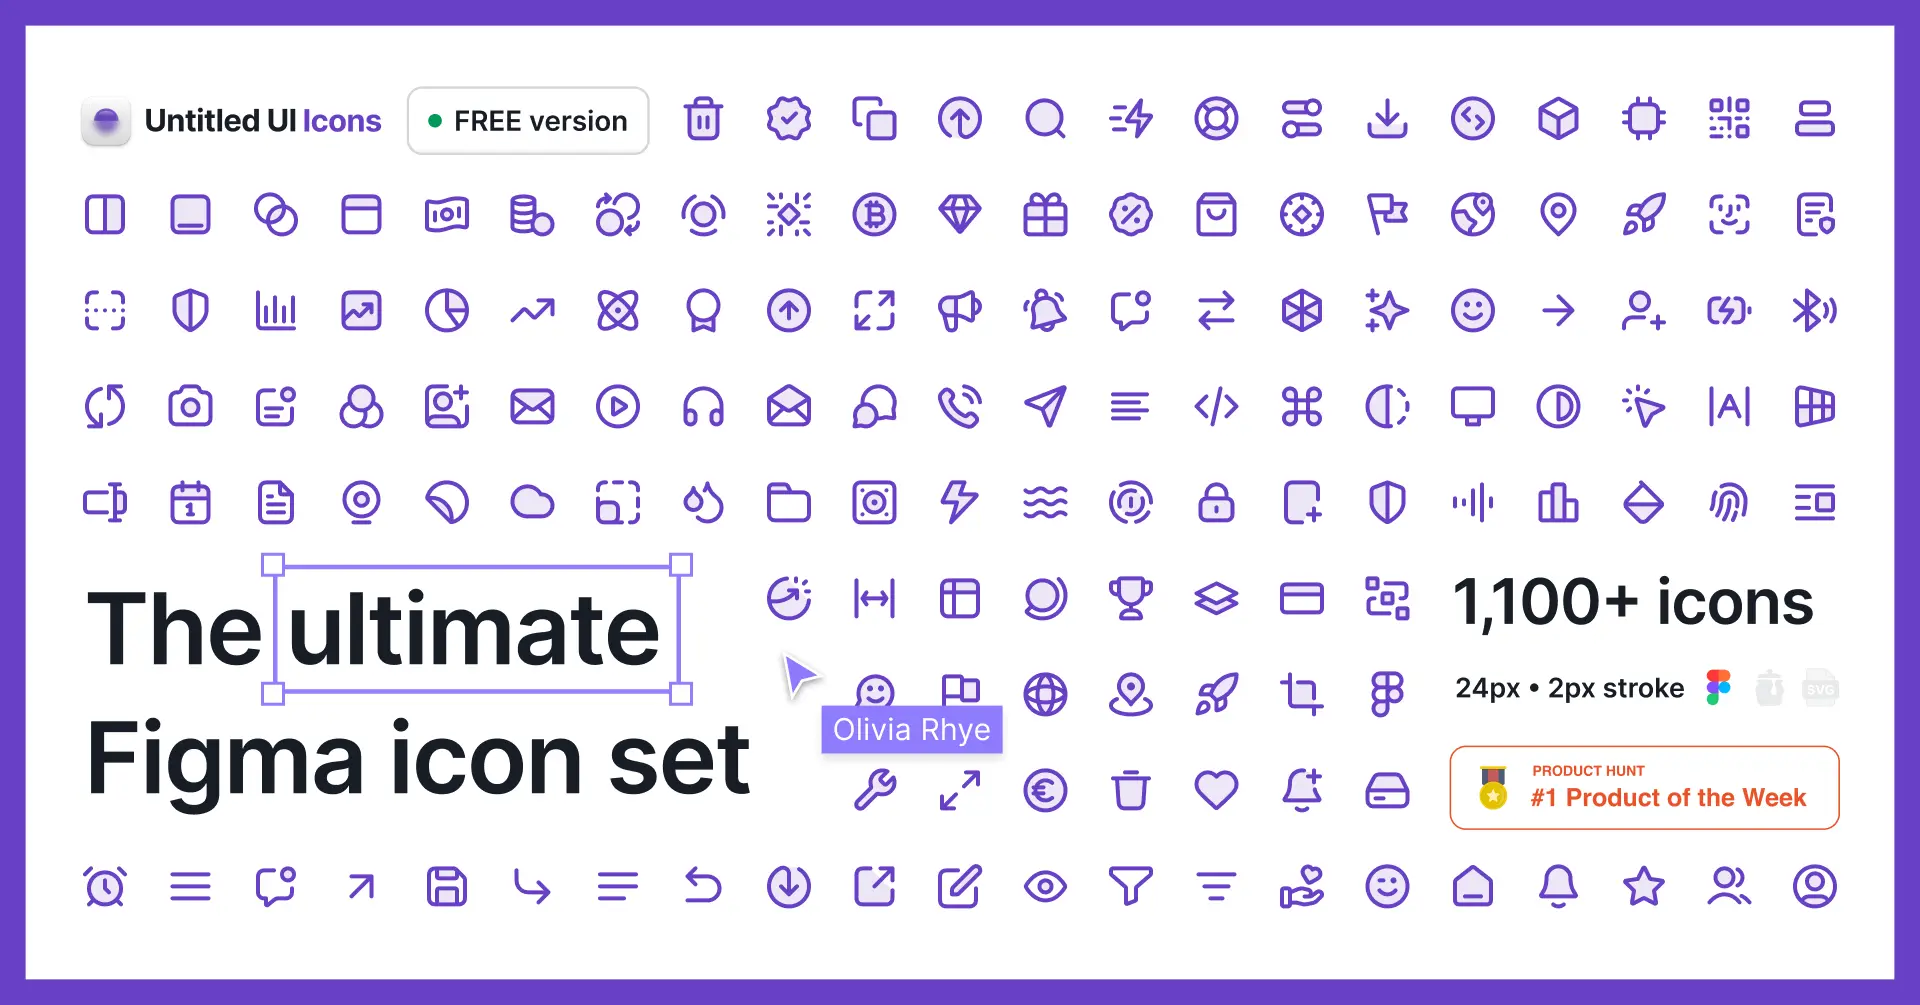 Untitled UI Icons
FREE version
The ultimate
Figma icon set
Olivia Rhye
1,100+ icons
24px • 2px stroke
SVG
PRODUCT HUNT
#1 Product of the Week